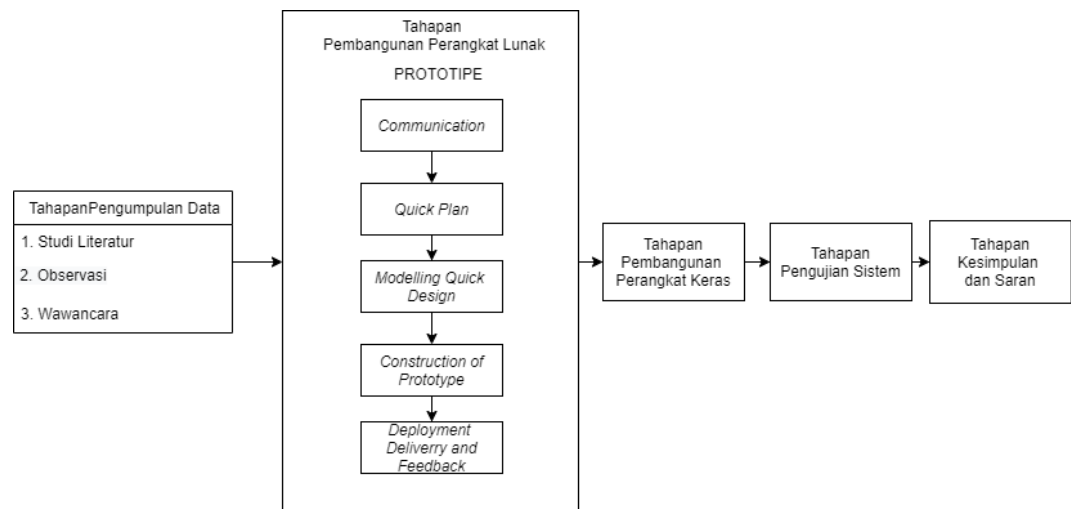 TahapanPengumpulan Data
1. Studi Literatur
2. Observasi
3. Wawancara
Tahapan
Pembangunan Perangkat Lunak
PROTOTIPE
Communication
Quick Plan
Modelling Quick
Design
Construction of
Prototype
Deployment
Deliverry and
Feedback
Tahapan
Pembangunan
Perangkat Keras
Tahapan
Pengujian Sistem
Tahapan
Kesimpulan
dan Saran